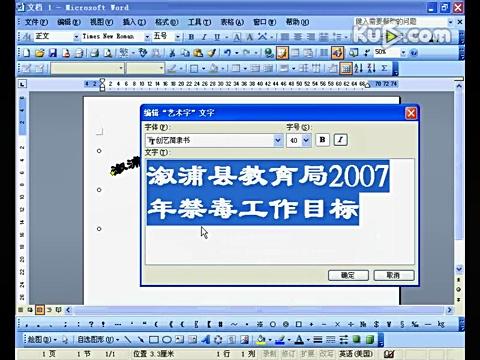 文档 1 - Microsoft Word
Ku6.com
文件(F) 编辑(E) 视图(V) 插入(I) 格式(O) 工具(T) 表格(A) 窗口(W) 帮助(H) 键入需要帮助的问题
正文 Times New Roman 五号 B I U
50%
编辑"艺术字"文字
字体(F): 字号(S):
创艺简隶书 40 B I
文字(T):
溆浦县教育局2007
年禁毒工作目标
确定 取消
绘图(D) 自选图形(U)
1 页 1 节 1/1 位置 3.3厘米 1 行 1 列 录制 修订 扩展 改写 英语(美国)